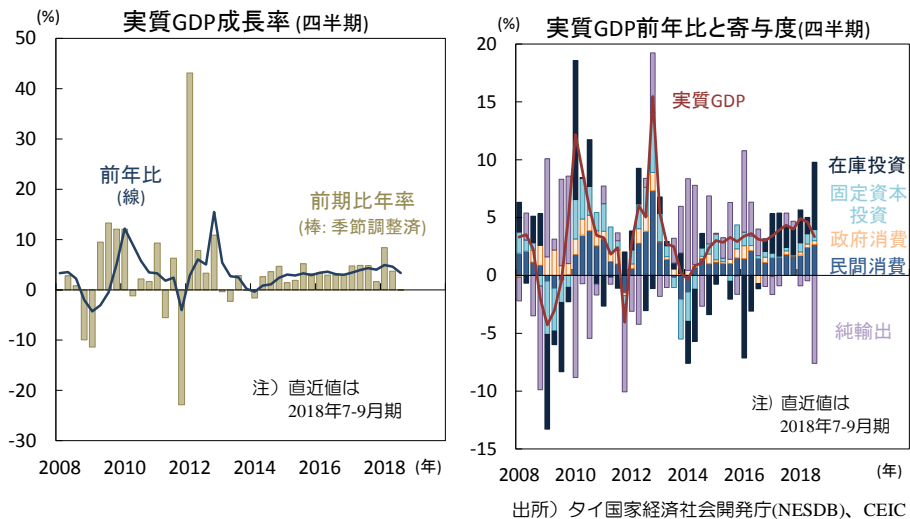 実質GDP成長率 (四半期)
(%)
50
40
30
20
10
0
-10
-20
-30
前年比
(線)
前期比年率
(棒: 季節調整済)
注）直近値は
2018年7-9月期
2008
2010
2012
2014
2016
2018
(年)
実質GDP前年比と寄与度(四半期)
(%)
20
15
10
5
0
-5
-10
-15
実質GDP
在庫投資
固定資本
投資
政府消費
民間消費
純輸出
注）直近値は
2018年7-9月期
2008
2010
2012
2014
2016
2018
(年)
出所）タイ国家経済社会開発庁(NESDB)、CEIC